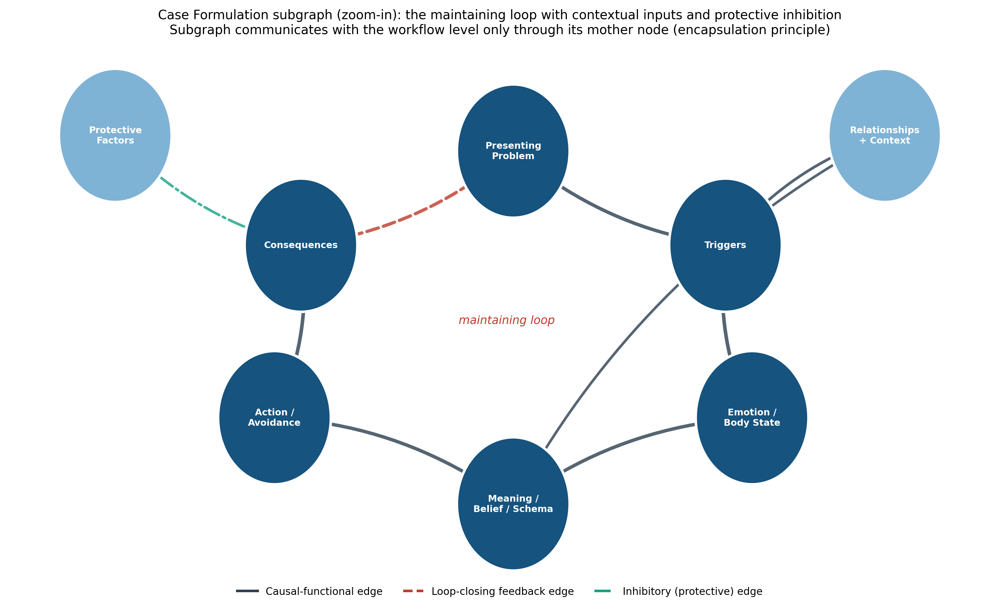 Case Formulation subgraph (zoom-in): the maintaining loop with contextual inputs and protective inhibition
Subgraph communicates with the workflow level only through its mother node (encapsulation principle)
Protective
Factors
Presenting
Problem
Relationships
+ Context
Consequences
Triggers
maintaining loop
Action /
Avoidance
Emotion /
Body State
Meaning /
Belief / Schema
Causal-functional edge
Loop-closing feedback edge
Inhibitory (protective) edge